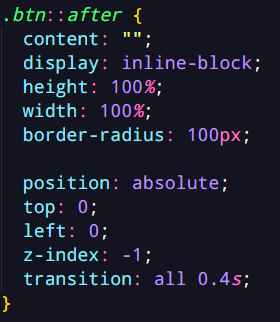 .btn::after {
  content: "";
  display: inline-block;
  height: 100%;
  width: 100%;
  border-radius: 100px;

  position: absolute;
  top: 0;
  left: 0;
  z-index: -1;
  transition: all 0.4s;
}